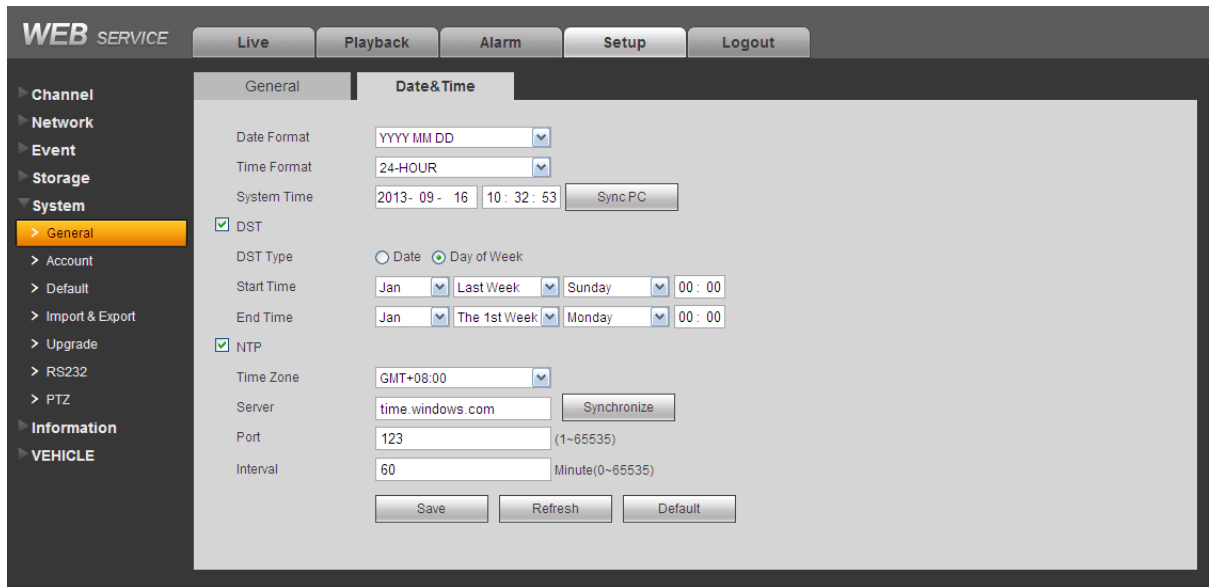 WEB SERVICE
Live Playback Alarm Setup Logout
General Date&Time
Channel
Network
Event
Storage
System
> General
> Account
> Default
> Import & Export
> Upgrade
> RS232
> PTZ
Information
VEHICLE
Date Format YYYY MM DD
Time Format 24-HOUR
System Time 2013- 09- 16 10: 32: 53 Sync PC
DST
DST Type Date Day of Week
Start Time Jan Last Week Sunday 00: 00
End Time Jan The 1st Week Monday 00: 00
NTP
Time Zone GMT+08:00
Server time.windows.com Synchronize
Port 123 (1~65535)
Interval 60 Minute(0~65535)
Save Refresh Default